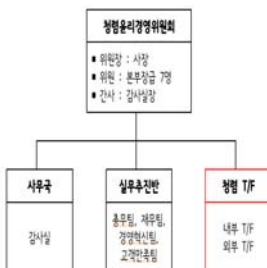 청렴윤리경영위원회
▪ 위원장 : 사장
▪ 위원 : 본부장급 7명
▪ 간사 : 감사실장
사무국
감사실
실무추진반
총무팀, 재무팀,
경영혁신팀,
고객만족팀
청렴 T/F
내부 T/F
외부 T/F